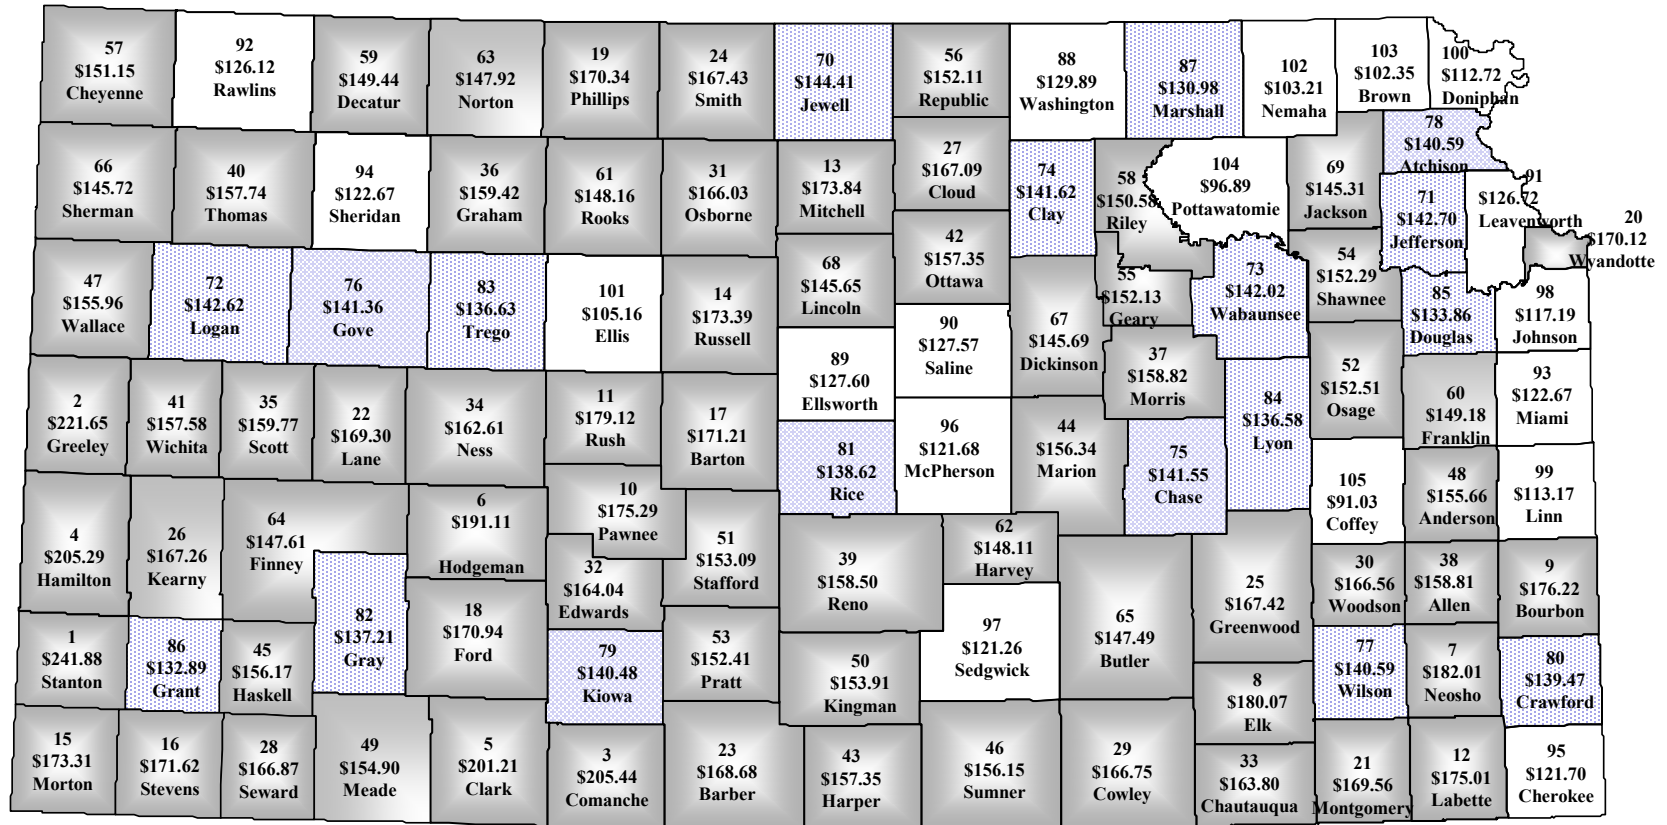 57
$151.15
Cheyenne
92
$126.12
Rawlins
59
$149.44
Decatur
63
$147.92
Norton
19
$170.34
Phillips
24
$167.43
Smith
70
$144.41
Jewell
56
$152.11
Republic
88
$129.89
Washington
87
$130.98
Marshall
102
$103.21
Nemaha
103
$102.35
Brown
100
$112.72
Doniphan
66
$145.72
Sherman
40
$157.74
Thomas
94
$122.67
Sheridan
36
$159.42
Graham
61
$148.16
Rooks
31
$166.03
Osborne
13
$173.84
Mitchell
27
$167.09
Cloud
74
$141.62
Clay
58
$150.58
Riley
104
$96.89
Pottawatomie
69
$145.31
Jackson
78
$140.59
Atchison
71
$142.70
Jefferson
91
$126.72
Leavenworth
20
$170.12
Wyandotte
47
$155.96
Wallace
72
$142.62
Logan
76
$141.36
Gove
83
$136.63
Trego
101
$105.16
Ellis
14
$173.39
Russell
68
$145.65
Lincoln
42
$157.35
Ottawa
67
$145.69
Dickinson
55
$152.13
Geary
73
$142.02
Wabaunsee
54
$152.29
Shawnee
85
$133.86
Douglas
98
$117.19
Johnson
2
$221.65
Greeley
41
$157.58
Wichita
35
$159.77
Scott
22
$169.30
Lane
34
$162.61
Ness
11
$179.12
Rush
17
$171.21
Barton
89
$127.60
Ellsworth
90
$127.57
Saline
37
$158.82
Morris
84
$136.58
Lyon
52
$152.51
Osage
60
$149.18
Franklin
93
$122.67
Miami
81
$138.62
Rice
96
$121.68
McPherson
44
$156.34
Marion
75
$141.55
Chase
105
$91.03
Coffey
48
$155.66
Anderson
99
$113.17
Linn
4
$205.29
Hamilton
26
$167.26
Kearny
64
$147.61
Finney
6
$191.11
Hodgeman
10
$175.29
Pawnee
32
$164.04
Edwards
51
$153.09
Stafford
39
$158.50
Reno
62
$148.11
Harvey
65
$147.49
Butler
25
$167.42
Greenwood
30
$166.56
Woodson
38
$158.81
Allen
9
$176.22
Bourbon
1
$241.88
Stanton
86
$132.89
Grant
45
$156.17
Haskell
82
$137.21
Gray
18
$170.94
Ford
79
$140.48
Kiowa
53
$152.41
Pratt
50
$153.91
Kingman
97
$121.26
Sedgwick
8
$180.07
Elk
77
$140.59
Wilson
7
$182.01
Neosho
80
$139.47
Crawford
15
$173.31
Morton
16
$171.62
Stevens
28
$166.87
Seward
49
$154.90
Meade
5
$201.21
Clark
3
$205.44
Comanche
23
$168.68
Barber
43
$157.35
Harper
46
$156.15
Sumner
29
$166.75
Cowley
33
$163.80
Chautauqua
21
$169.56
Montgomery
12
$175.01
Labette
95
$121.70
Cherokee